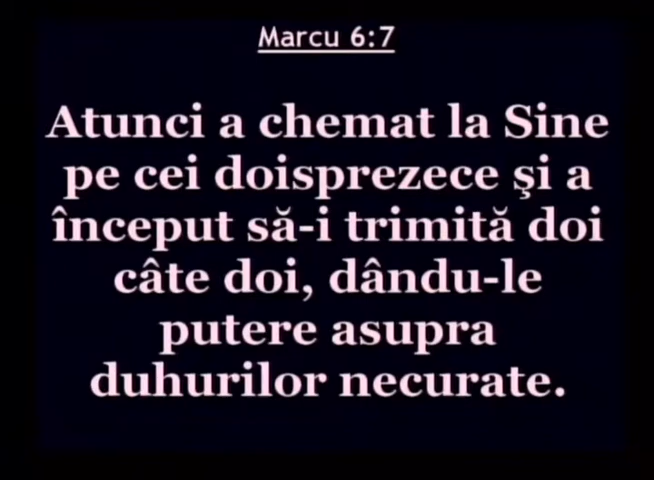 Marcu 6:7
Atunci a chemat la Sine
pe cei doisprezece şi a
început să-i trimită doi
câte doi, dându-le
putere asupra
duhurilor necurate.